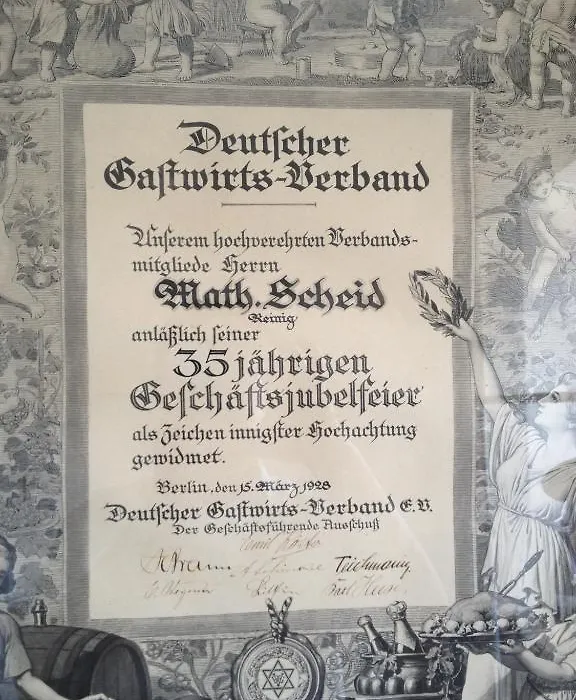 Deutscher
Gastwirts-Verband
Unserem hochverehrten Verbands-
mitgliede Herrn
Math. Scheid
Reinig
anläßlich seiner
35 jährigen
Geschäftsjubelfeier
als Zeichen innigster Hochachtung
gewidmet.
Berlin, den 15. März 1928
Deutscher Gastwirts-Verband E.V.
Der Geschäftsführende Ausschuß
Teichmann